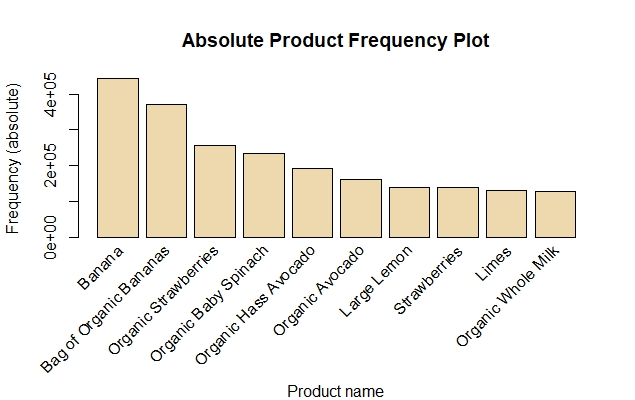 Absolute Product Frequency Plot
Frequency (absolute)
4e+05
2e+05
0e+00
Banana
Bag of Organic Bananas
Organic Strawberries
Organic Baby Spinach
Organic Hass Avocado
Organic Avocado
Large Lemon
Strawberries
Limes
Organic Whole Milk
Product name